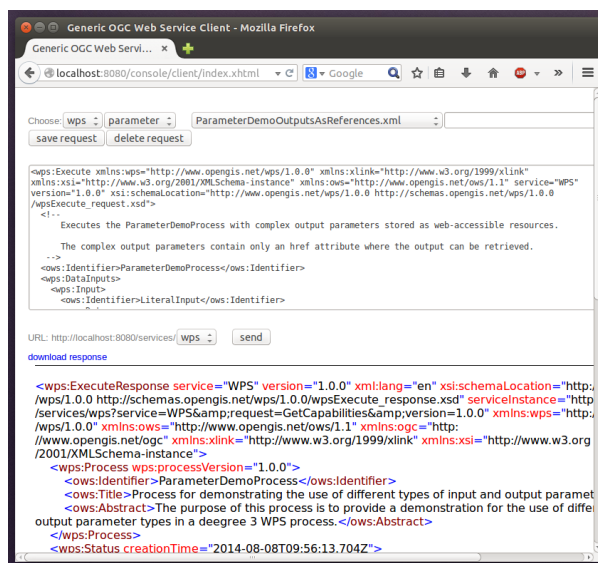 Generic OGC Web Service Client - Mozilla Firefox
Generic OGC Web Servi...
localhost:8080/console/client/index.xhtml
Google
Choose: wps parameter ParameterDemoOutputsAsReferences.xml
save request delete request
<wps:Execute xmlns:wps="http://www.opengis.net/wps/1.0.0" xmlns:xlink="http://www.w3.org/1999/xlink"
xmlns:xsi="http://www.w3.org/2001/XMLSchema-instance" xmlns:ows="http://www.opengis.net/ows/1.1" service="WPS"
version="1.0.0" xsi:schemaLocation="http://www.opengis.net/wps/1.0.0 http://schemas.opengis.net/wps/1.0.0
/wpsExecute_request.xsd">
<!--
Executes the ParameterDemoProcess with complex output parameters stored as web-accessible resources.
The complex output parameters contain only an href attribute where the output can be retrieved.
-->
<ows:Identifier>ParameterDemoProcess</ows:Identifier>
<wps:DataInputs>
<wps:Input>
<ows:Identifier>LiteralInput</ows:Identifier>
URL: http://localhost:8080/services/ wps send
download response
<wps:ExecuteResponse service="WPS" version="1.0.0" xml:lang="en" xsi:schemaLocation="http:/
/wps/1.0.0 http://schemas.opengis.net/wps/1.0.0/wpsExecute_response.xsd" serviceInstance="http
/services/wps?service=WPS&amp;request=GetCapabilities&amp;version=1.0.0" xmlns:wps="http:/
/wps/1.0.0" xmlns:ows="http://www.opengis.net/ows/1.1" xmlns:ogc="http:
//www.opengis.net/ogc" xmlns:xlink="http://www.w3.org/1999/xlink" xmlns:xsi="http://www.w3.org
/2001/XMLSchema-instance">
<wps:Process wps:processVersion="1.0.0">
<ows:Identifier>ParameterDemoProcess</ows:Identifier>
<ows:Title>Process for demonstrating the use of different types of input and output paramet
<ows:Abstract>The purpose of this process is to provide a demonstration for the use of differ
output parameter types in a deegree 3 WPS process.</ows:Abstract>
</wps:Process>
<wps:Status creationTime="2014-08-08T09:56:13.704Z">